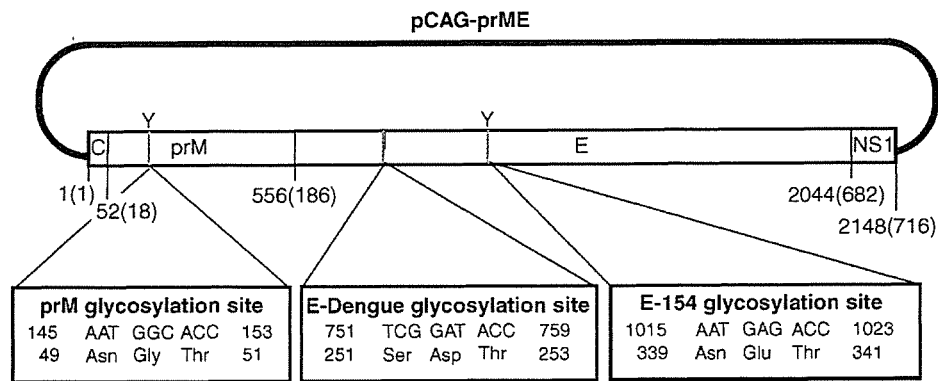 pCAG-prME
Y Y
C prM E NS1
1(1) 52(18) 556(186) 2044(682) 2148(716)
prM glycosylation site
145 AAT GGC ACC 153
49 Asn Gly Thr 51
E-Dengue glycosylation site
751 TCG GAT ACC 759
251 Ser Asp Thr 253
E-154 glycosylation site
1015 AAT GAG ACC 1023
339 Asn Glu Thr 341